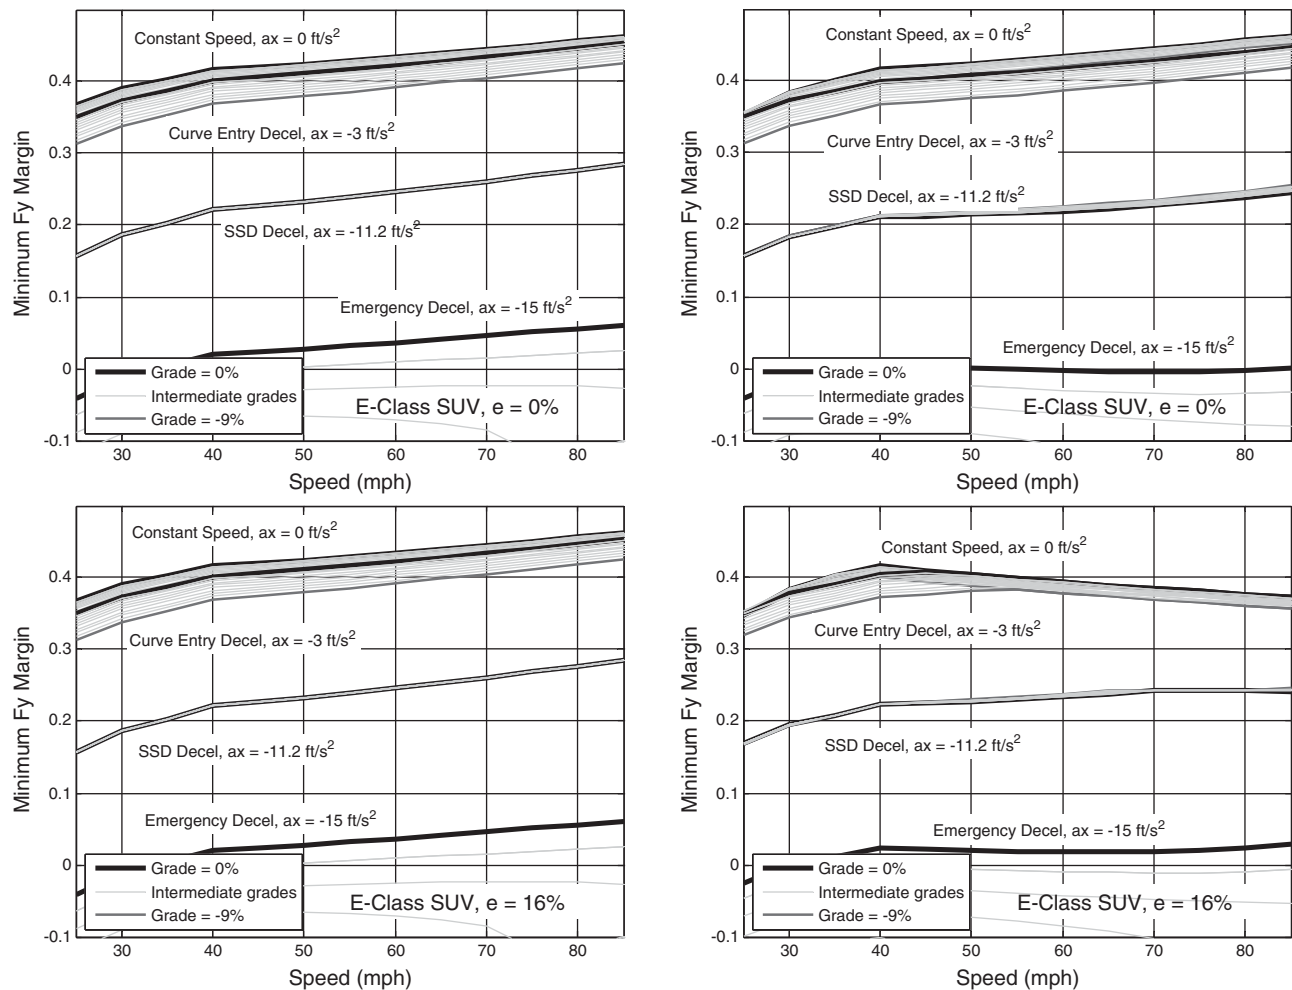 Constant Speed, ax = 0 ft/s²
0.4
Curve Entry Decel, ax = -3 ft/s²
0.3
0.2
SSD Decel, ax = -11.2 ft/s²
0.1
Emergency Decel, ax = -15 ft/s²
0
-0.1
Grade = 0%
Intermediate grades
Grade = -9%
E-Class SUV, e = 0%
Minimum Fy Margin
30 40 50 60 70 80
Speed (mph)
Constant Speed, ax = 0 ft/s²
0.4
Curve Entry Decel, ax = -3 ft/s²
0.3
SSD Decel, ax = -11.2 ft/s²
0.2
0.1
Emergency Decel, ax = -15 ft/s²
0
-0.1
Grade = 0%
Intermediate grades
Grade = -9%
E-Class SUV, e = 0%
Minimum Fy Margin
30 40 50 60 70 80
Speed (mph)
Constant Speed, ax = 0 ft/s²
0.4
Curve Entry Decel, ax = -3 ft/s²
0.3
0.2
SSD Decel, ax = -11.2 ft/s²
0.1
Emergency Decel, ax = -15 ft/s²
0
-0.1
Grade = 0%
Intermediate grades
Grade = -9%
E-Class SUV, e = 16%
Minimum Fy Margin
30 40 50 60 70 80
Speed (mph)
Constant Speed, ax = 0 ft/s²
0.4
Curve Entry Decel, ax = -3 ft/s²
0.3
0.2
SSD Decel, ax = -11.2 ft/s²
0.1
Emergency Decel, ax = -15 ft/s²
0
-0.1
Grade = 0%
Intermediate grades
Grade = -9%
E-Class SUV, e = 16%
Minimum Fy Margin
30 40 50 60 70 80
Speed (mph)